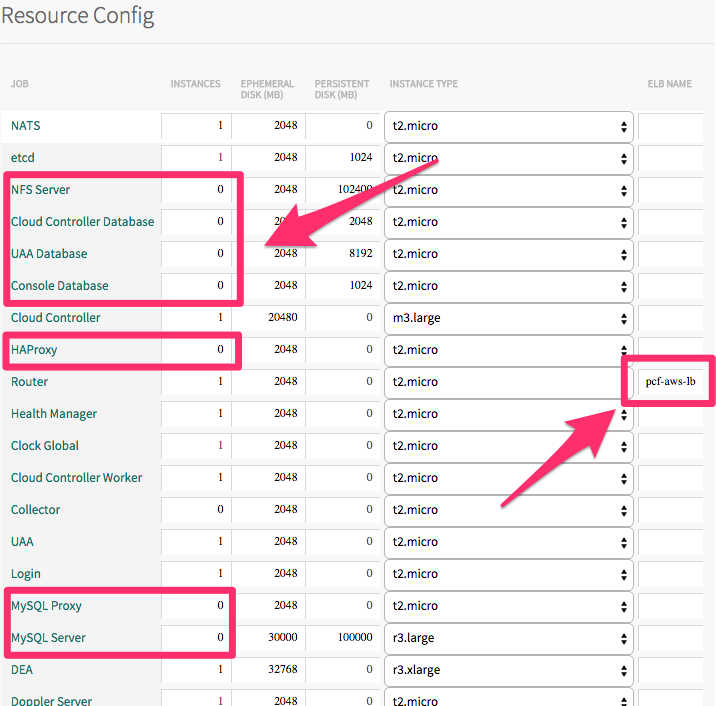 Resource Config
JOB INSTANCES EPHEMERAL DISK (MB) PERSISTENT DISK (MB) INSTANCE TYPE ELB NAME
NATS 1 2048 0 t2.micro
etcd 1 2048 1024 t2.micro
NFS Server 0 2048 102400 t2.micro
Cloud Controller Database 0 2048 2048 t2.micro
UAA Database 0 2048 8192 t2.micro
Console Database 0 2048 1024 t2.micro
Cloud Controller 1 20480 0 m3.large
HAProxy 0 2048 0 t2.micro
Router 1 2048 0 t2.micro pcf-aws-lb
Health Manager 1 2048 0 t2.micro
Clock Global 1 2048 0 t2.micro
Cloud Controller Worker 1 2048 0 t2.micro
Collector 0 2048 0 t2.micro
UAA 1 2048 0 t2.micro
Login 1 2048 0 t2.micro
MySQL Proxy 0 2048 0 t2.micro
MySQL Server 0 30000 100000 r3.large
DEA 1 32768 0 r3.xlarge
Doppler Server 1 2048 0 t2.micro